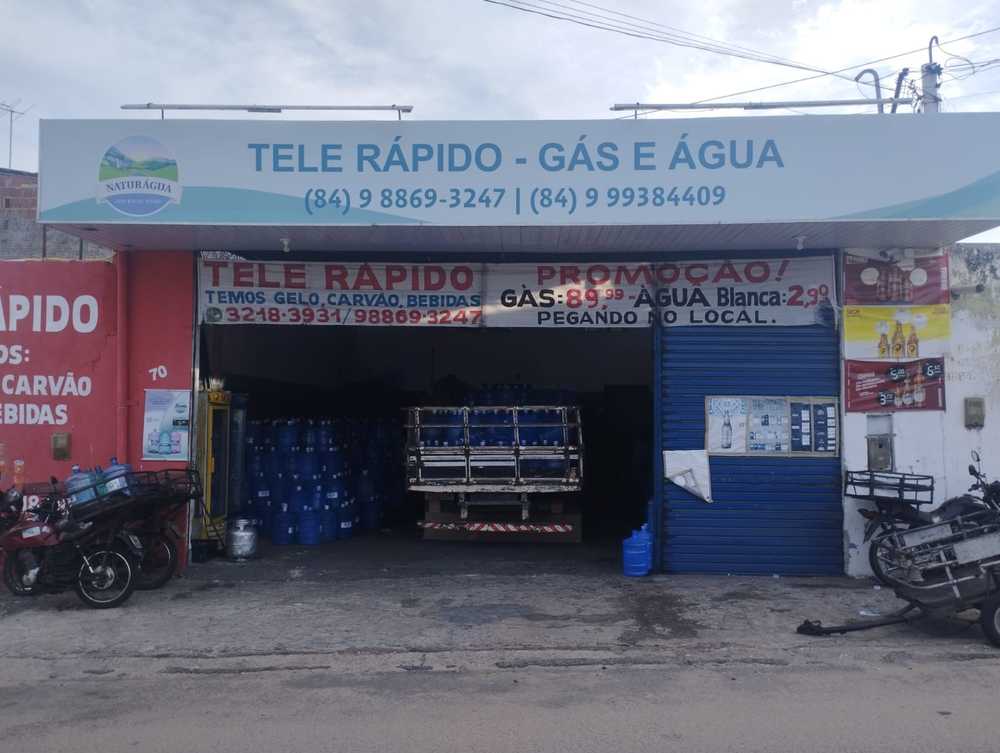 TELE RÁPIDO - GÁS E ÁGUA
(84) 9 8869-3247 | (84) 9 99384409
NATURÁGUA
TELE RÁPIDO
TEMOS GELO, CARVÃO, BEBIDAS
3218-3931/98869-3247
PROMOÇÃO!
GÁS: 89,99 - ÁGUA Blanca: 2,99
PEGANDO NO LOCAL.
ÁPIDO
OS:
CARVÃO
EBIDAS
70